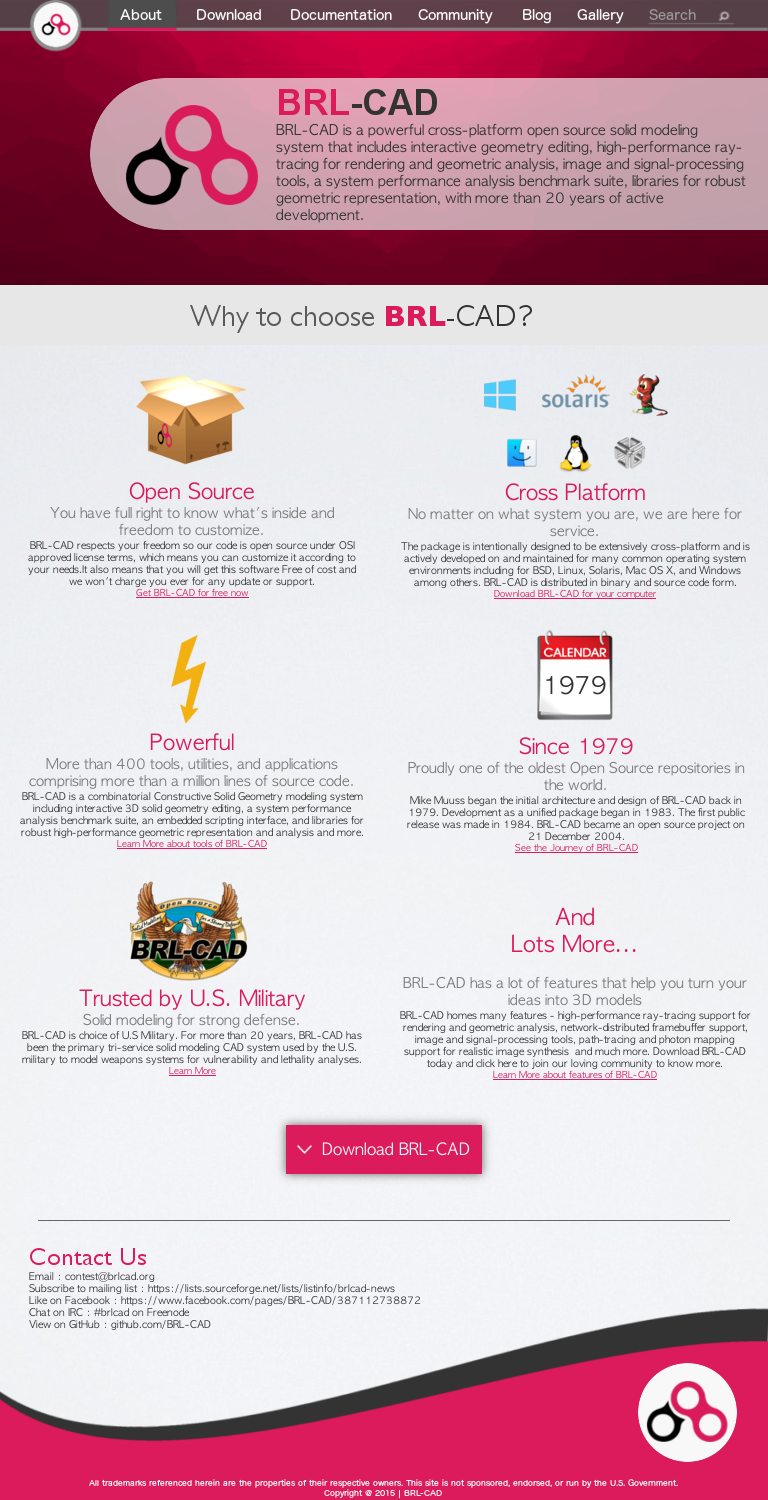 About Download Documentation Community Blog Gallery Search
BRL-CAD
BRL-CAD is a powerful cross-platform open source solid modeling
system that includes interactive geometry editing, high-performance ray-
tracing for rendering and geometric analysis, image and signal-processing
tools, a system performance analysis benchmark suite, libraries for robust
geometric representation, with more than 20 years of active
development.
Why to choose BRL-CAD?
Open Source
You have full right to know what´s inside and
freedom to customize.
BRL-CAD respects your freedom so our code is open source under OSI
approved license terms, which means you can customize it according to
your needs.It also means that you will get this software Free of cost and
we won´t charge you ever for any update or support.
Get BRL-CAD for free now
solaris
Cross Platform
No matter on what system you are, we are here for
service.
The package is intentionally designed to be extensively cross-platform and is
actively developed on and maintained for many common operating system
environments including for BSD, Linux, Solaris, Mac OS X, and Windows
among others. BRL-CAD is distributed in binary and source code form.
Download BRL-CAD for your computer
Powerful
More than 400 tools, utilities, and applications
comprising more than a million lines of source code.
BRL-CAD is a combinatorial Constructive Solid Geometry modeling system
including interactive 3D solid geometry editing, a system performance
analysis benchmark suite, an embedded scripting interface, and libraries for
robust high-performance geometric representation and analysis and more.
Learn More about tools of BRL-CAD
CALENDAR
1979
Since 1979
Proudly one of the oldest Open Source repositories in
the world.
Mike Muuss began the initial architecture and design of BRL-CAD back in
1979. Development as a unified package began in 1983. The first public
release was made in 1984. BRL-CAD became an open source project on
21 December 2004.
See the Journey of BRL-CAD
Open Source
BRL-CAD
Trusted by U.S. Military
Solid modeling for strong defense.
BRL-CAD is choice of U.S Military. For more than 20 years, BRL-CAD has
been the primary tri-service solid modeling CAD system used by the U.S.
military to model weapons systems for vulnerability and lethality analyses.
Learn More
And
Lots More...
BRL-CAD has a lot of features that help you turn your
ideas into 3D models
BRL-CAD homes many features - high-performance ray-tracing support for
rendering and geometric analysis, network-distributed framebuffer support,
image and signal-processing tools, path-tracing and photon mapping
support for realistic image synthesis and much more. Download BRL-CAD
today and click here to join our loving community to know more.
Learn More about features of BRL-CAD
Download BRL-CAD
Contact Us
Email : contest@brlcad.org
Subscribe to mailing list : https://lists.sourceforge.net/lists/listinfo/brlcad-news
Like on Facebook : https://www.facebook.com/pages/BRL-CAD/387112738872
Chat on IRC : #brlcad on Freenode
View on GitHub : github.com/BRL-CAD
All trademarks referenced herein are the properties of their respective owners. This site is not sponsored, endorsed, or run by the U.S. Government.
Copyright @ 2015 | BRL-CAD